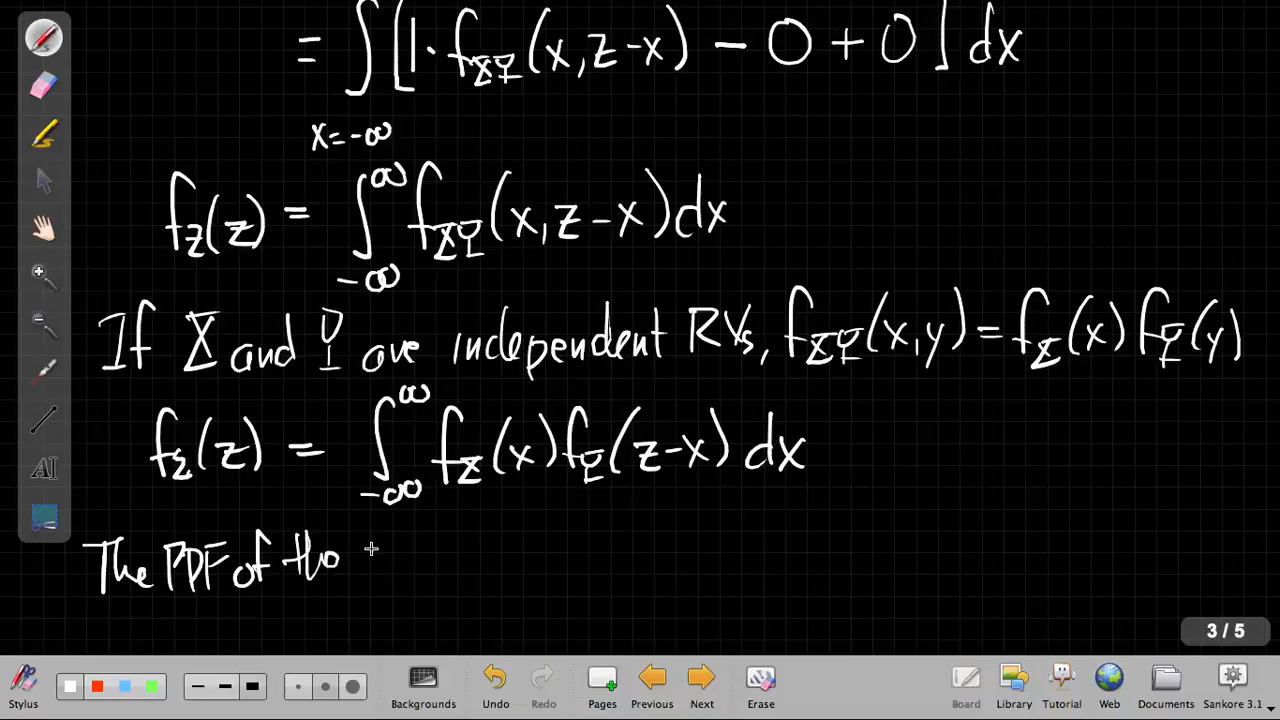 = ∫ [1·f_XY(x, z-x) - 0 + 0] dx
x=-∞
f_Z(z) = ∫_{-∞}^{∞} f_XY(x, z-x) dx
If X and Y are independent RVs, f_XY(x,y) = f_X(x) f_Y(y)
f_Z(z) = ∫_{-∞}^{∞} f_X(x) f_Y(z-x) dx
The PDF of the
3 / 5
Stylus Backgrounds Undo Redo Pages Previous Next Erase Board Library Tutorial Web Documents Sankore 3.1